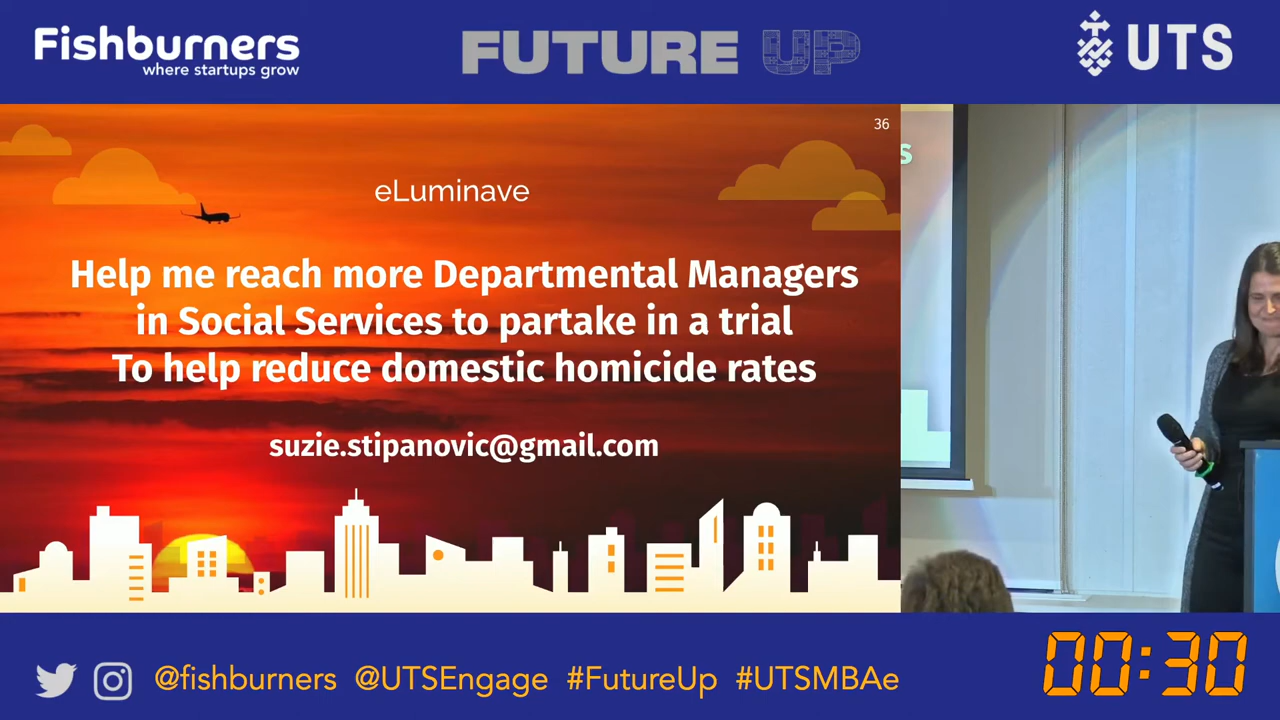 Fishburners
where startups grow
FUTURE UP
UTS
36
s
eLuminave
Help me reach more Departmental Managers
in Social Services to partake in a trial
To help reduce domestic homicide rates
suzie.stipanovic@gmail.com
@fishburners @UTSEngage #FutureUp #UTSMBAe
00:30